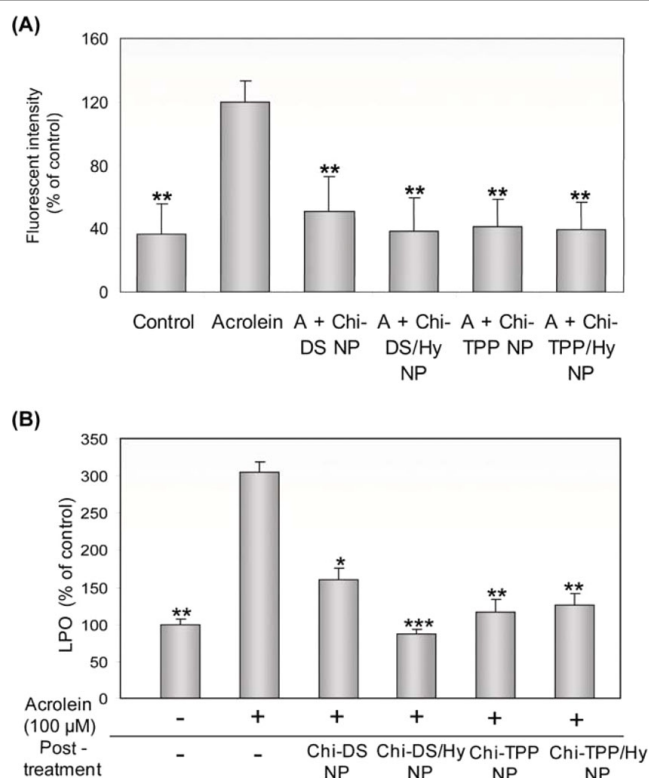 (A)
160
120
80
40
0
Fluorescent intensity
(% of control)
**
**
**
**
**
Control Acrolein A + Chi- A + Chi- A + Chi- A + Chi-
DS NP DS/Hy TPP NP TPP/Hy
NP NP
(B)
350
300
250
200
150
100
50
0
LPO (% of control)
**
*
***
**
**
Acrolein
(100 µM)
- + + + + +
Post -
treatment
- - Chi-DS Chi-DS/Hy Chi-TPP Chi-TPP/Hy
NP NP NP NP